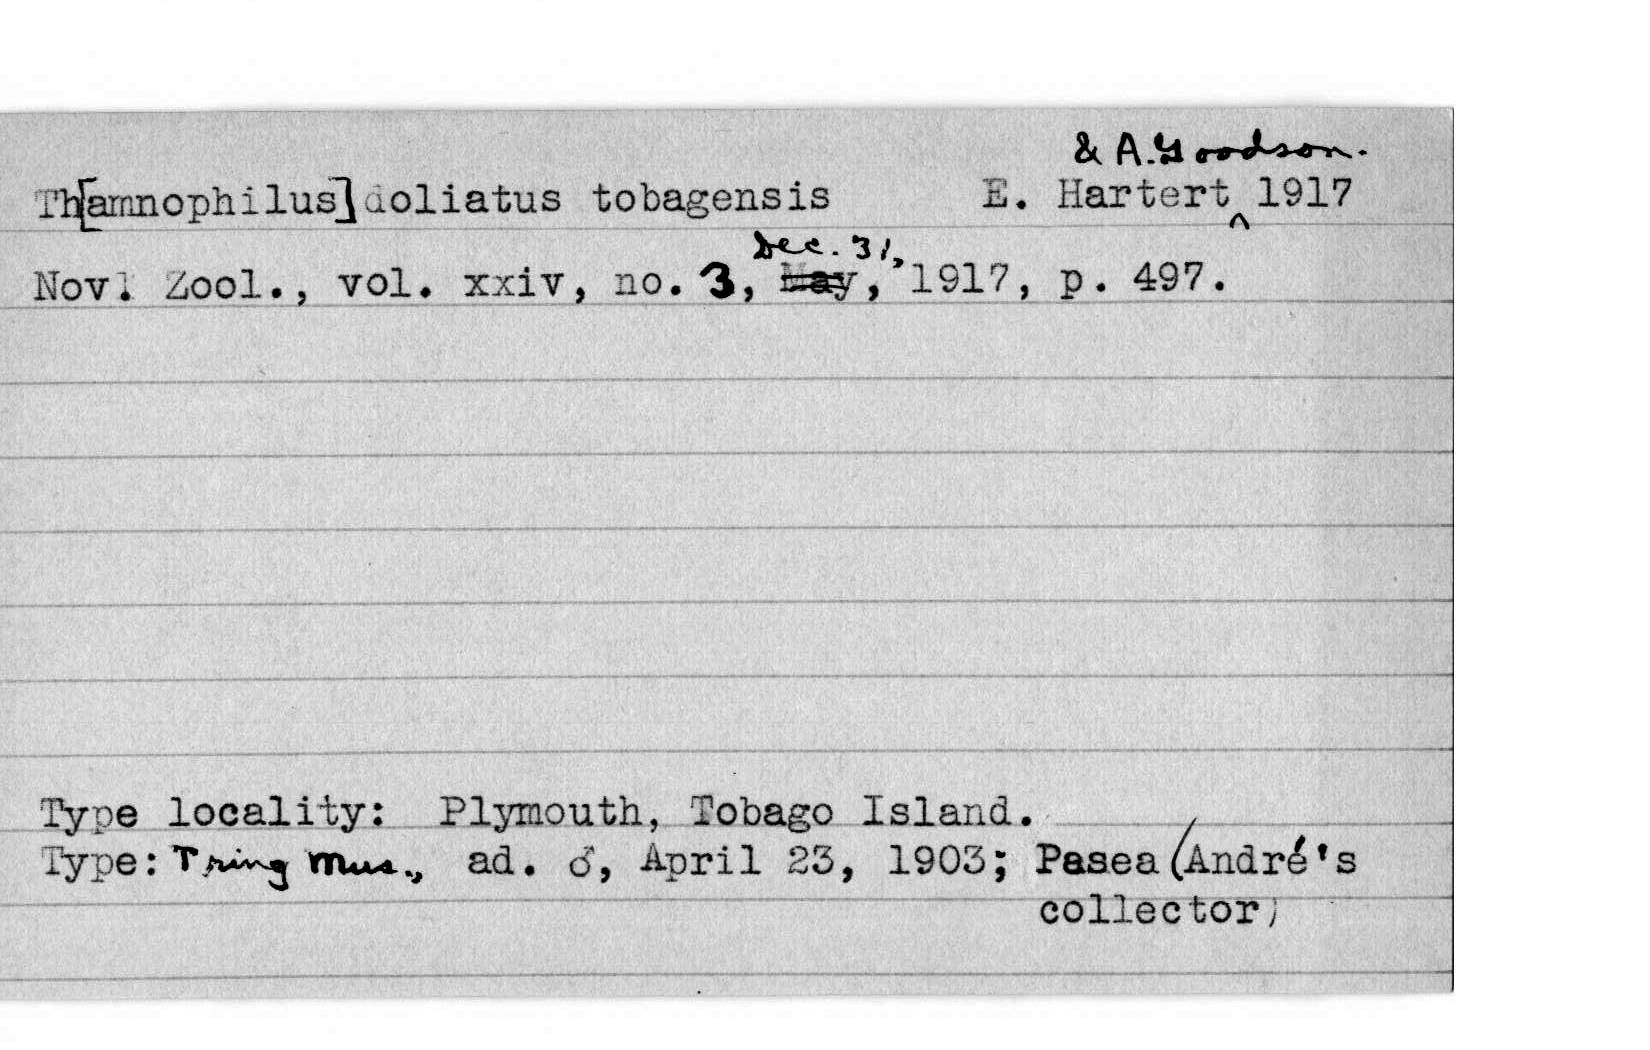 & A. Goodson.
Th[amnophilus] doliatus tobagensis E. Hartert ^ 1917
Dec. 31,
Nov. Zool., vol. xxiv, no. 3, May, 1917, p. 497.
Type locality: Plymouth, Tobago Island.
Type: Tring Mus., ad. ♂, April 23, 1903; Pasea (André's
collector)